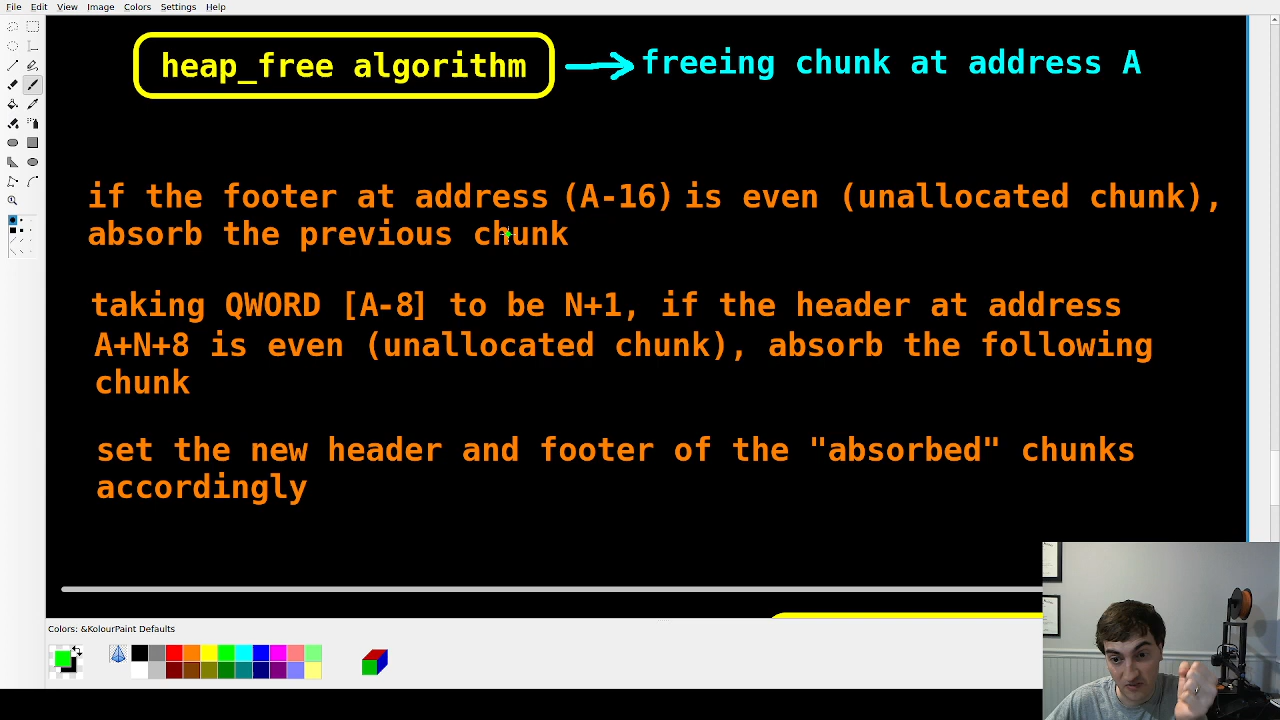 File Edit View Image Colors Settings Help
heap_free algorithm
freeing chunk at address A
if the footer at address (A-16) is even (unallocated chunk),
absorb the previous chunk
taking QWORD [A-8] to be N+1, if the header at address
A+N+8 is even (unallocated chunk), absorb the following
chunk
set the new header and footer of the "absorbed" chunks
accordingly
Colors: &KolourPaint Defaults